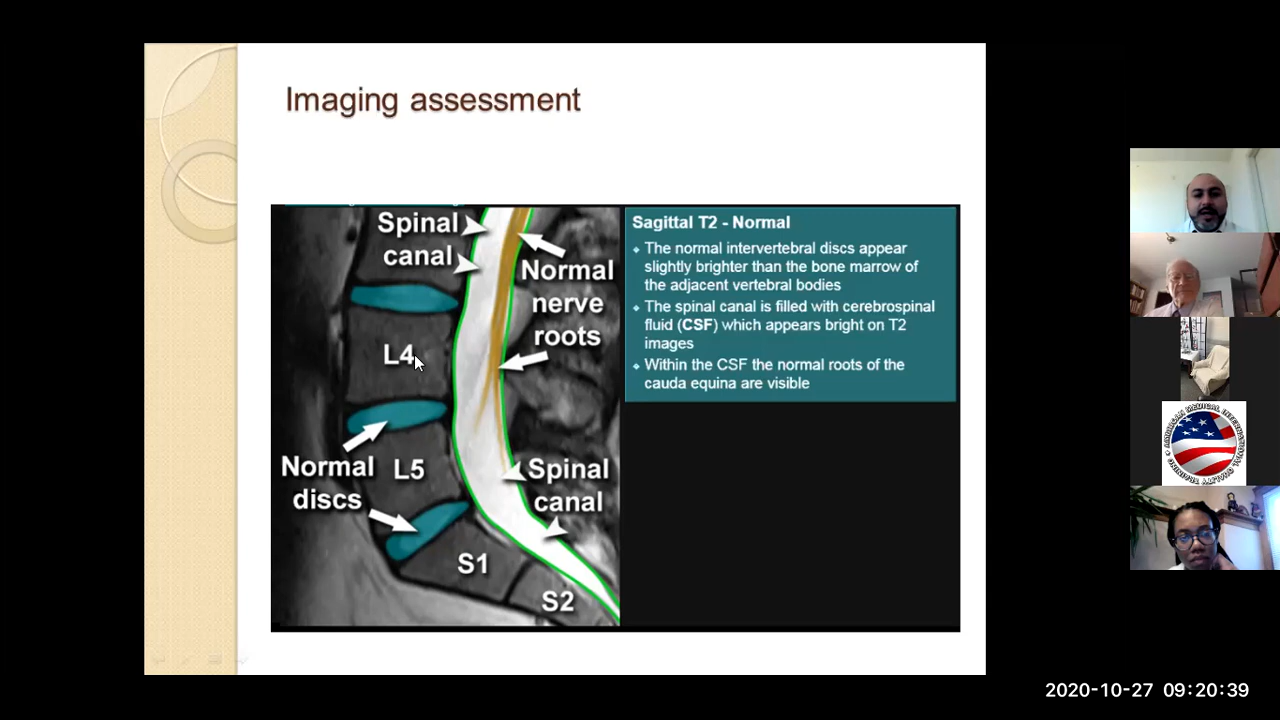 Imaging assessment
Spinal
canal
Normal
nerve
roots
L4
Normal
discs
L5
Spinal
canal
S1
S2
Sagittal T2 - Normal
The normal intervertebral discs appear
slightly brighter than the bone marrow of
the adjacent vertebral bodies
The spinal canal is filled with cerebrospinal
fluid (CSF) which appears bright on T2
images
Within the CSF the normal roots of the
cauda equina are visible
2020-10-27 09:20:39